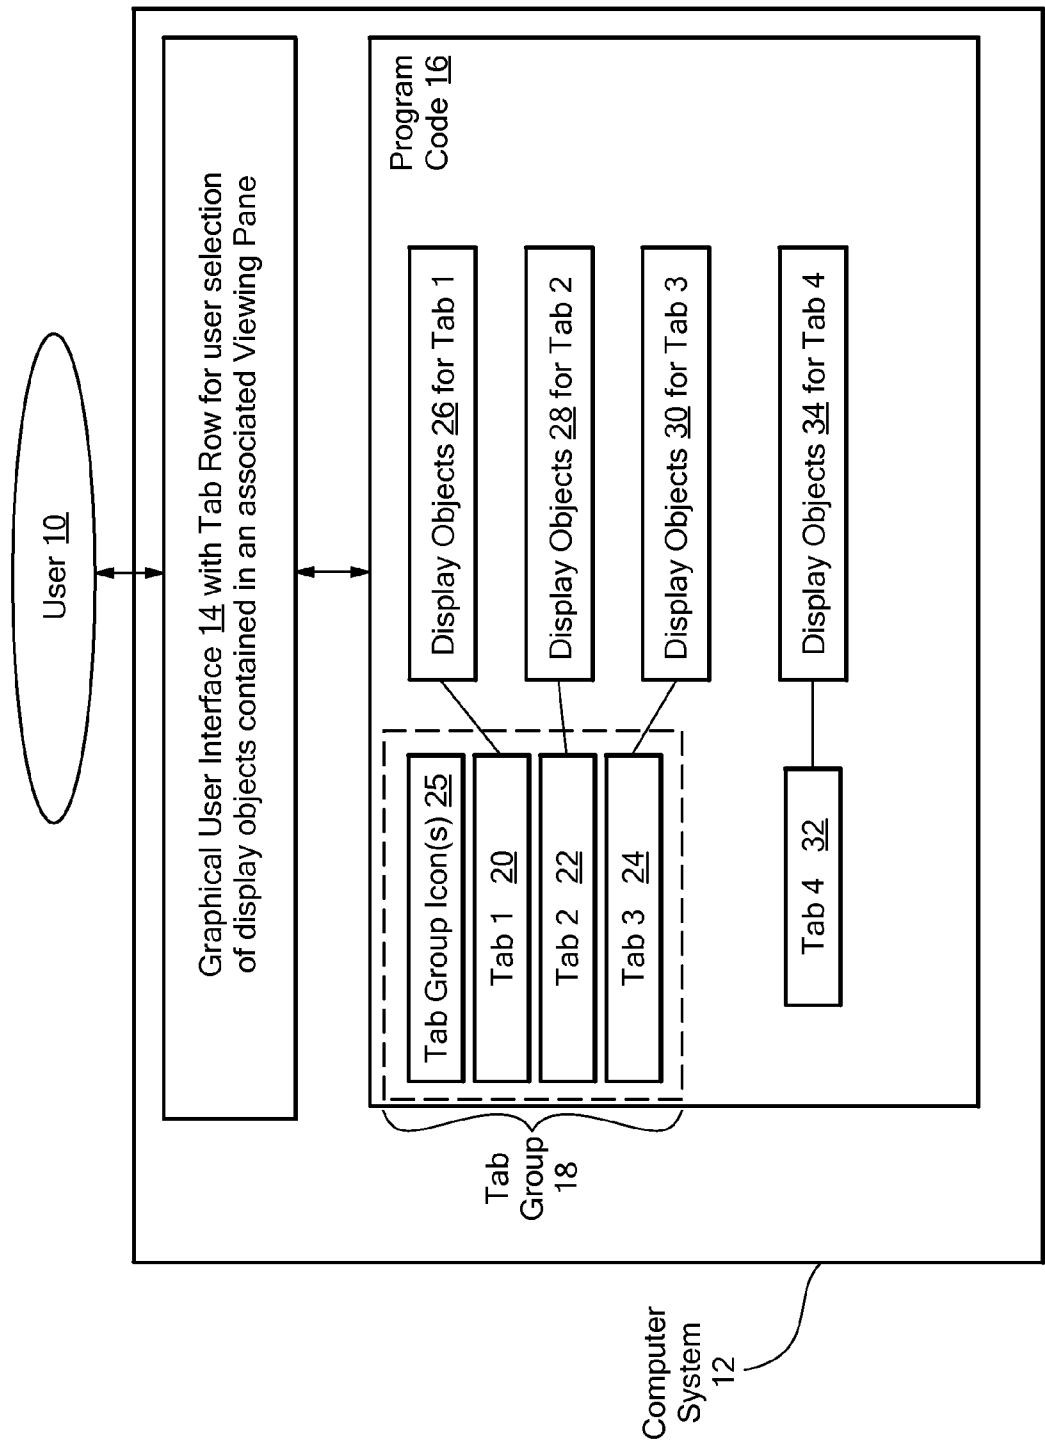 User 10
Graphical User Interface 14 with Tab Row for user selection
of display objects contained in an associated Viewing Pane
Program
Code 16
Tab Group Icon(s) 25
Tab 1 20
Tab 2 22
Tab 3 24
Display Objects 26 for Tab 1
Display Objects 28 for Tab 2
Display Objects 30 for Tab 3
Tab 4 32
Display Objects 34 for Tab 4
Tab
Group
18
Computer
System
12